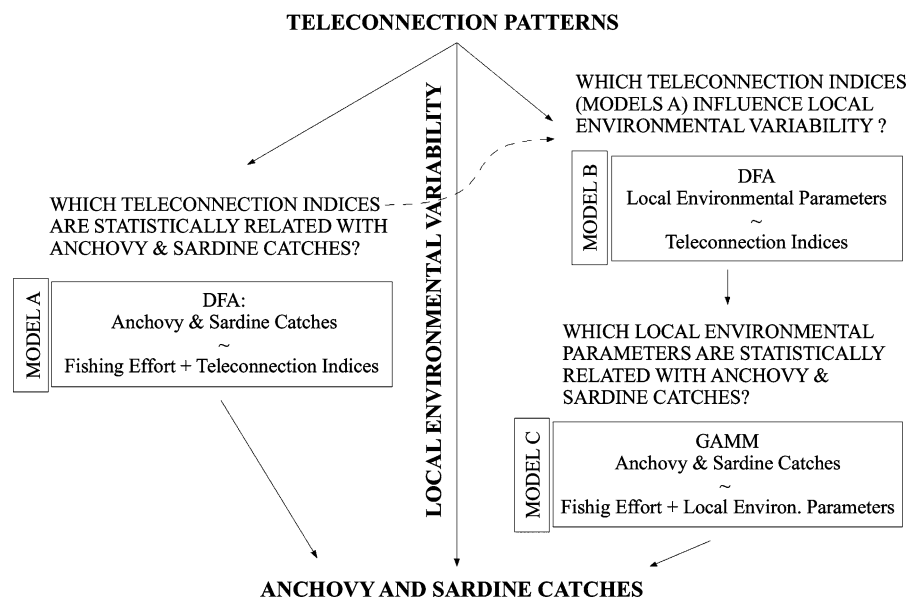 TELECONNECTION PATTERNS
LOCAL ENVIRONMENTAL VARIABILITY
WHICH TELECONNECTION INDICES
ARE STATISTICALLY RELATED WITH
ANCHOVY & SARDINE CATCHES?
MODEL A
DFA:
Anchovy & Sardine Catches
~
Fishing Effort + Teleconnection Indices
WHICH TELECONNECTION INDICES
(MODELS A) INFLUENCE LOCAL
ENVIRONMENTAL VARIABILITY ?
MODEL B
DFA
Local Environmental Parameters
~
Teleconnection Indices
WHICH LOCAL ENVIRONMENTAL
PARAMETERS ARE STATISTICALLY
RELATED WITH ANCHOVY &
SARDINE CATCHES?
MODEL C
GAMM
Anchovy & Sardine Catches
~
Fishig Effort + Local Environ. Parameters
ANCHOVY AND SARDINE CATCHES